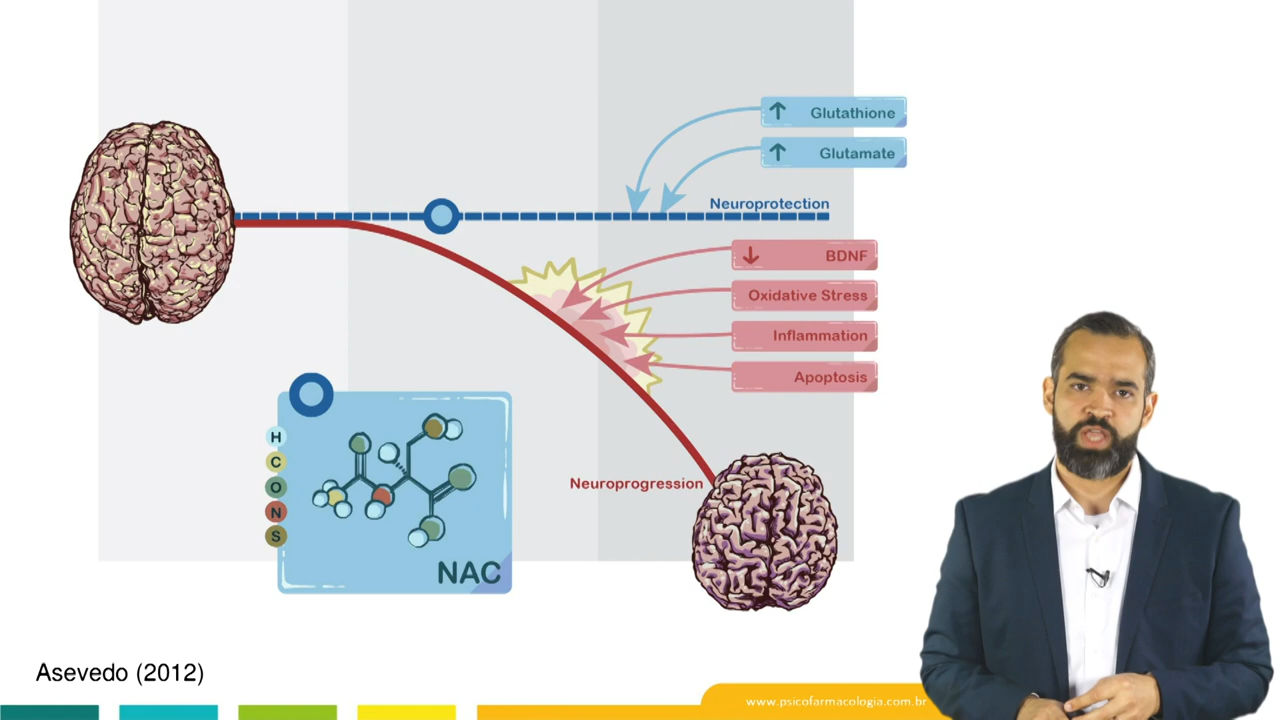 ↑ Glutathione
↑ Glutamate
Neuroprotection
↓ BDNF
Oxidative Stress
Inflammation
Apoptosis
Neuroprogression
H
C
O
N
S
NAC
Asevedo (2012)
www.psicofarmacologia.com.br